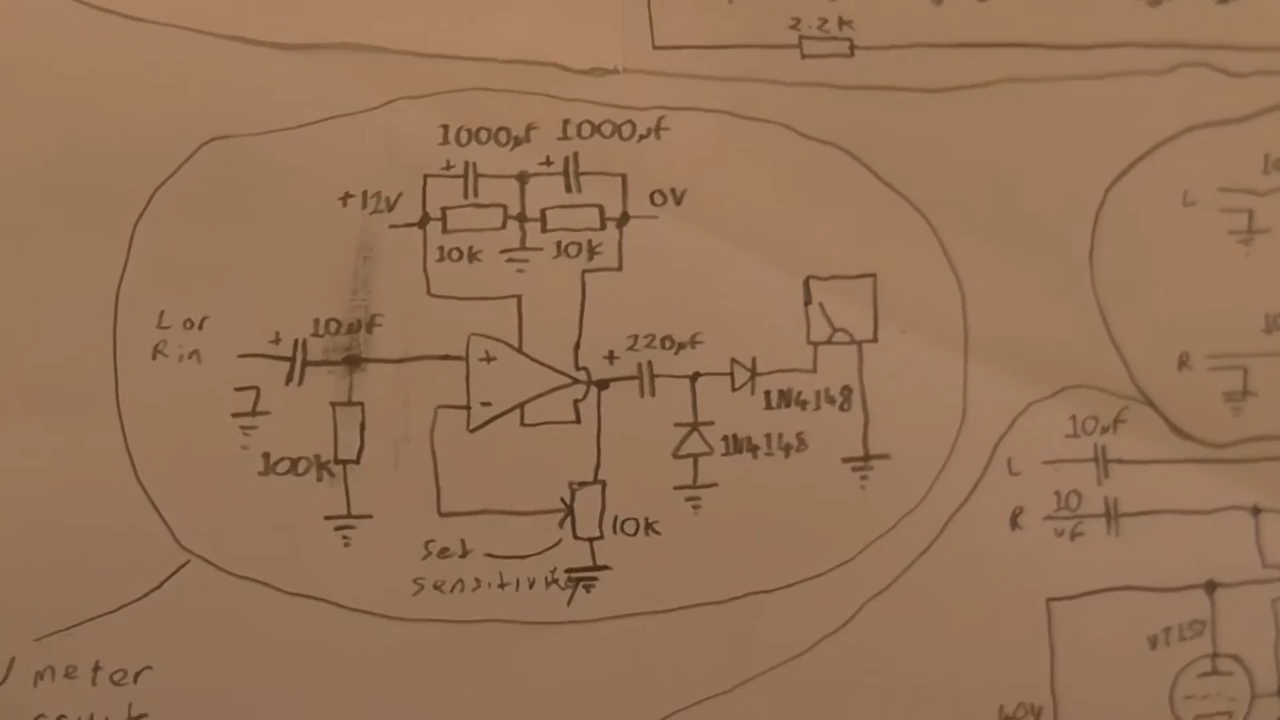 2.2K
1000µF 1000µF
+12V
0V
10K 10K
L or
R in
+ 10µF
+
-
100K
+ 220µF
1N4148
1N4148
10K
Set
sensitivity
L
R
10µF
L
R 10
µF
meter
40V